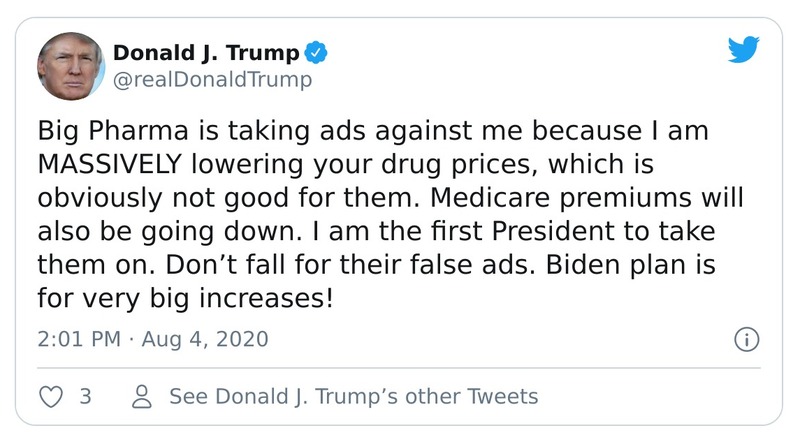 Donald J. Trump
@realDonaldTrump
Big Pharma is taking ads against me because I am
MASSIVELY lowering your drug prices, which is
obviously not good for them. Medicare premiums will
also be going down. I am the first President to take
them on. Don’t fall for their false ads. Biden plan is
for very big increases!
2:01 PM · Aug 4, 2020
3 See Donald J. Trump’s other Tweets